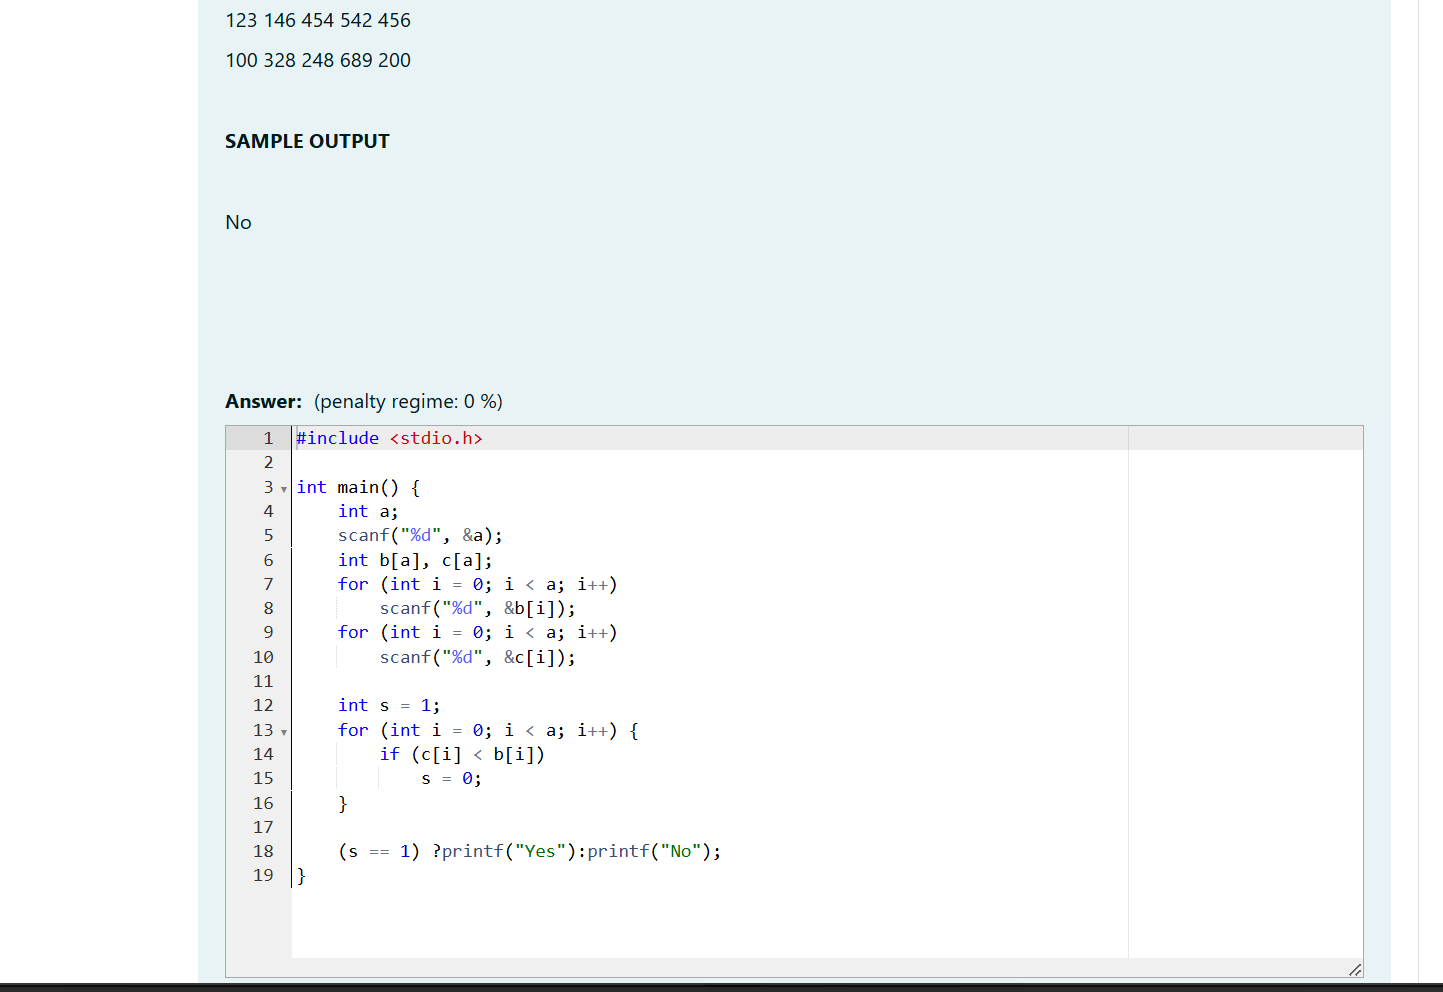 123 146 454 542 456
100 328 248 689 200
SAMPLE OUTPUT
No
Answer: (penalty regime: 0 %)
1 #include <stdio.h>
2
3 int main() {
4     int a;
5     scanf("%d", &a);
6     int b[a], c[a];
7     for (int i = 0; i < a; i++)
8         scanf("%d", &b[i]);
9     for (int i = 0; i < a; i++)
10         scanf("%d", &c[i]);
11
12     int s = 1;
13     for (int i = 0; i < a; i++) {
14         if (c[i] < b[i])
15             s = 0;
16     }
17
18     (s == 1) ?printf("Yes"):printf("No");
19 }